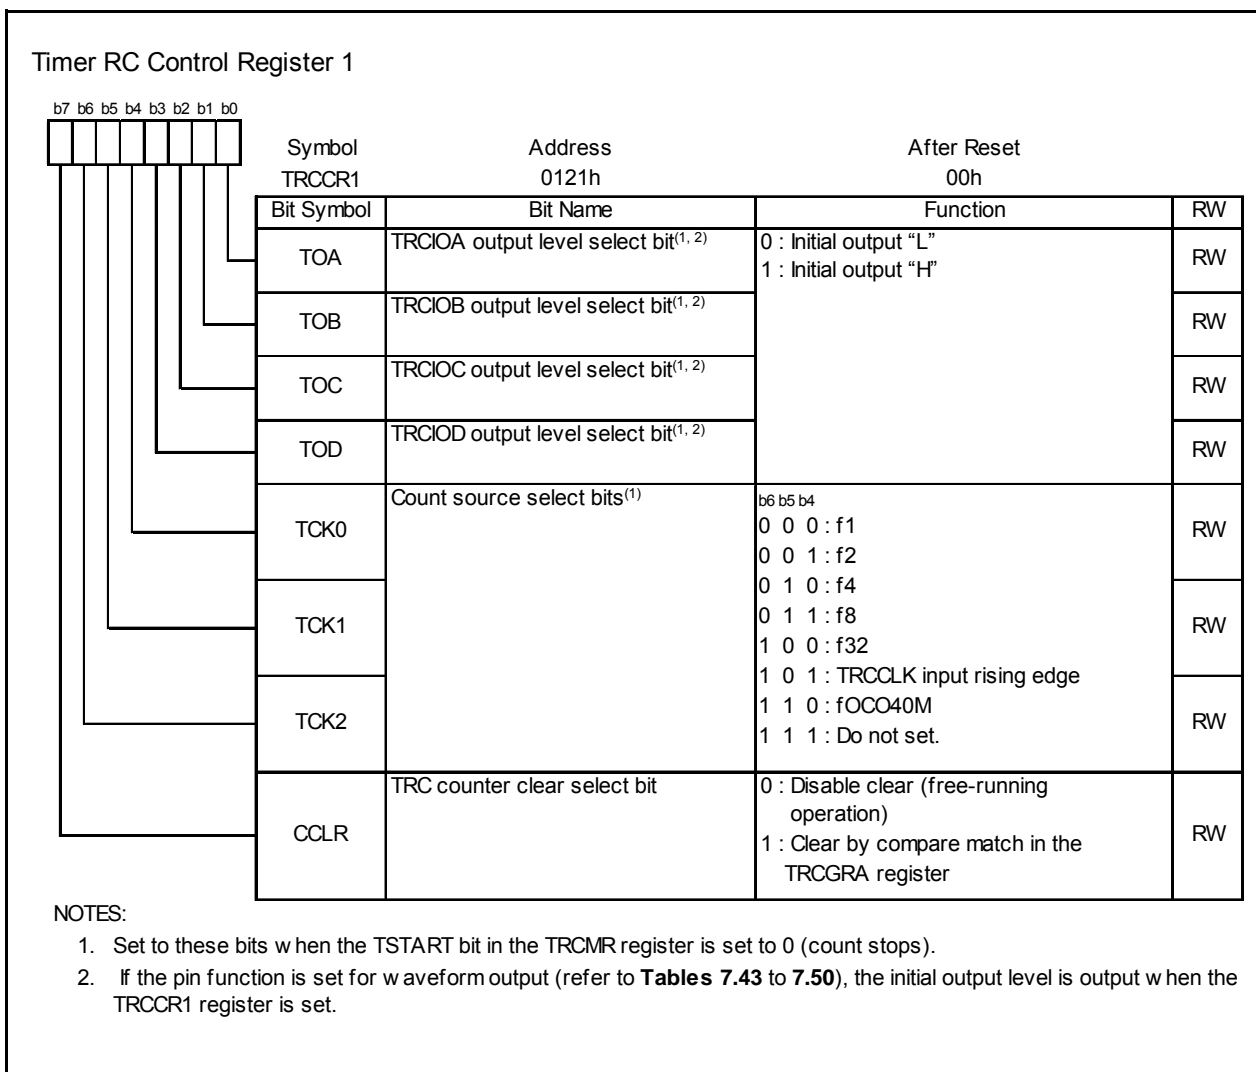 Timer RC Control Register 1
b7 b6 b5 b4 b3 b2 b1 b0
Symbol Address After Reset
TRCCR1 0121h 00h
Bit Symbol Bit Name Function RW
TOA TRCIOA output level select bit(1, 2) 0 : Initial output “L” RW
1 : Initial output “H”
TOB TRCIOB output level select bit(1, 2) RW
TOC TRCIOC output level select bit(1, 2) RW
TOD TRCIOD output level select bit(1, 2) RW
Count source select bits(1) b6 b5 b4
TCK0 0 0 0 : f1 RW
0 0 1 : f2
0 1 0 : f4
TCK1 0 1 1 : f8 RW
1 0 0 : f32
1 0 1 : TRCCLK input rising edge
TCK2 1 1 0 : fOCO40M RW
1 1 1 : Do not set.
TRC counter clear select bit 0 : Disable clear (free-running
operation)
CCLR 1 : Clear by compare match in the RW
TRCGRA register
NOTES:
1. Set to these bits when the TSTART bit in the TRCMR register is set to 0 (count stops).
2. If the pin function is set for waveform output (refer to Tables 7.43 to 7.50), the initial output level is output when the
TRCCR1 register is set.